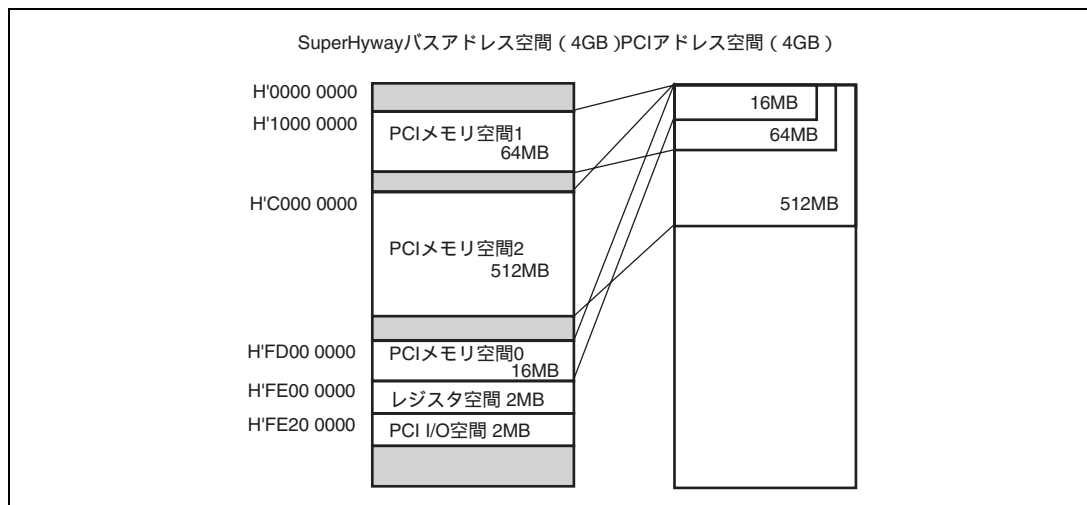 SuperHywayバスアドレス空間（4GB）PCIアドレス空間（4GB）
H'0000 0000
H'1000 0000
PCIメモリ空間1
64MB
H'C000 0000
PCIメモリ空間2
512MB
H'FD00 0000
PCIメモリ空間0
16MB
H'FE00 0000
レジスタ空間 2MB
H'FE20 0000
PCI I/O空間 2MB
16MB
64MB
512MB